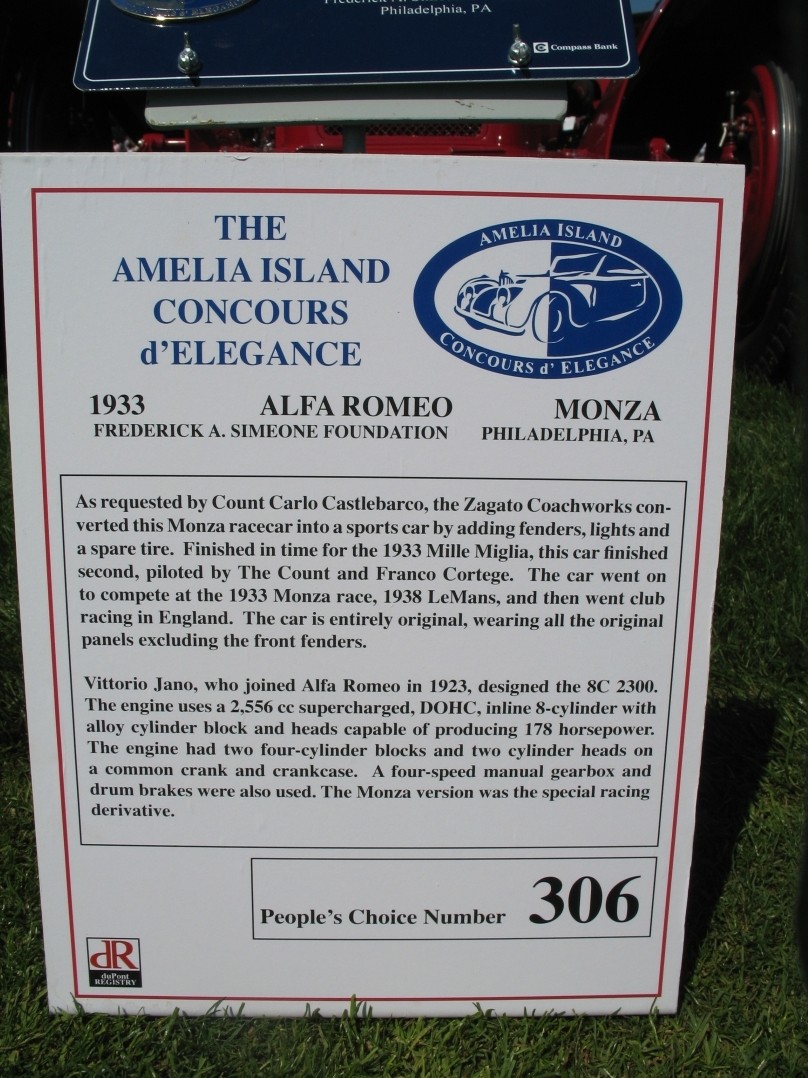 Philadelphia, PA
Compass Bank
THE
AMELIA ISLAND
CONCOURS
d'ELEGANCE
AMELIA ISLAND
CONCOURS d' ELEGANCE
1933 ALFA ROMEO MONZA
FREDERICK A. SIMEONE FOUNDATION PHILADELPHIA, PA
As requested by Count Carlo Castlebarco, the Zagato Coachworks con-
verted this Monza racecar into a sports car by adding fenders, lights and
a spare tire. Finished in time for the 1933 Mille Miglia, this car finished
second, piloted by The Count and Franco Cortege. The car went on
to compete at the 1933 Monza race, 1938 LeMans, and then went club
racing in England. The car is entirely original, wearing all the original
panels excluding the front fenders.
Vittorio Jano, who joined Alfa Romeo in 1923, designed the 8C 2300.
The engine uses a 2,556 cc supercharged, DOHC, inline 8-cylinder with
alloy cylinder block and heads capable of producing 178 horsepower.
The engine had two four-cylinder blocks and two cylinder heads on
a common crank and crankcase. A four-speed manual gearbox and
drum brakes were also used. The Monza version was the special racing
derivative.
People's Choice Number 306
dR
duPont
REGISTRY